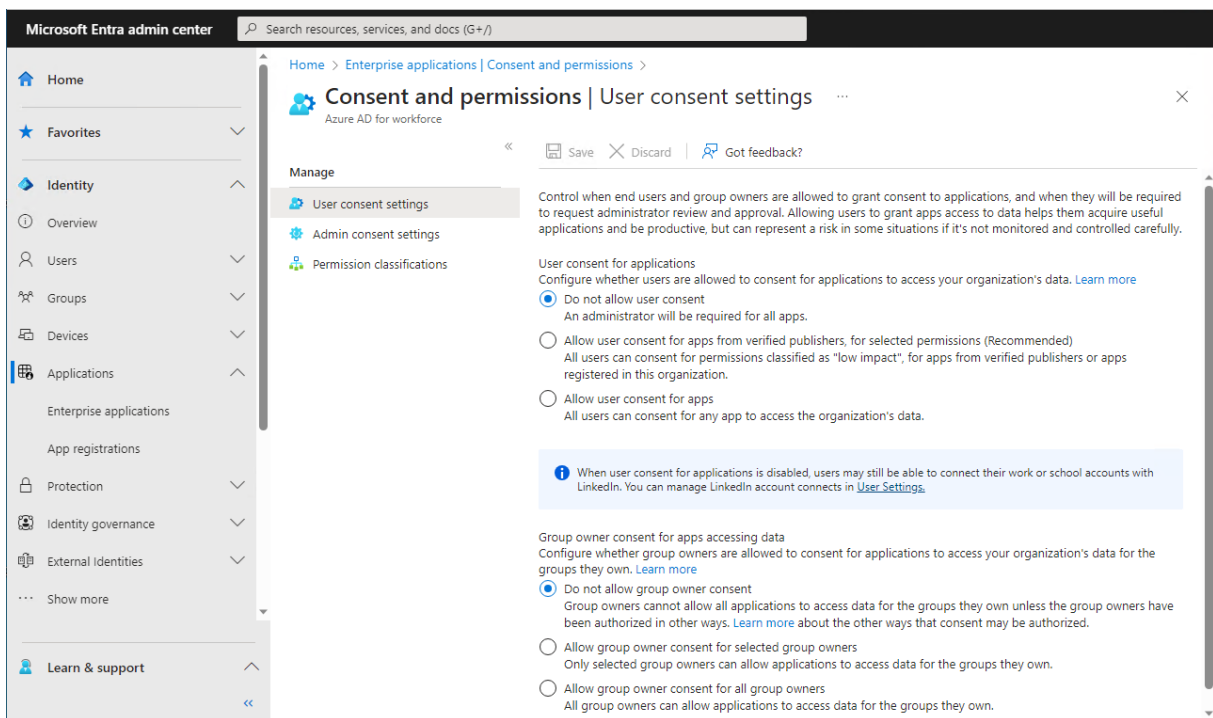 Microsoft Entra admin center
Search resources, services, and docs (G+/)
Home
Favorites
Identity
Overview
Users
Groups
Devices
Applications
Enterprise applications
App registrations
Protection
Identity governance
External Identities
Show more
Learn & support
Home > Enterprise applications | Consent and permissions >
Consent and permissions | User consent settings
Azure AD for workforce
Manage
User consent settings
Admin consent settings
Permission classifications
Save Discard Got feedback?
Control when end users and group owners are allowed to grant consent to applications, and when they will be required
to request administrator review and approval. Allowing users to grant apps access to data helps them acquire useful
applications and be productive, but can represent a risk in some situations if it's not monitored and controlled carefully.
User consent for applications
Configure whether users are allowed to consent for applications to access your organization's data. Learn more
Do not allow user consent
An administrator will be required for all apps.
Allow user consent for apps from verified publishers, for selected permissions (Recommended)
All users can consent for permissions classified as "low impact", for apps from verified publishers or apps
registered in this organization.
Allow user consent for apps
All users can consent for any app to access the organization's data.
When user consent for applications is disabled, users may still be able to connect their work or school accounts with
LinkedIn. You can manage LinkedIn account connects in User Settings.
Group owner consent for apps accessing data
Configure whether group owners are allowed to consent for applications to access your organization's data for the
groups they own. Learn more
Do not allow group owner consent
Group owners cannot allow all applications to access data for the groups they own unless the group owners have
been authorized in other ways. Learn more about the other ways that consent may be authorized.
Allow group owner consent for selected group owners
Only selected group owners can allow applications to access data for the groups they own.
Allow group owner consent for all group owners
All group owners can allow applications to access data for the groups they own.